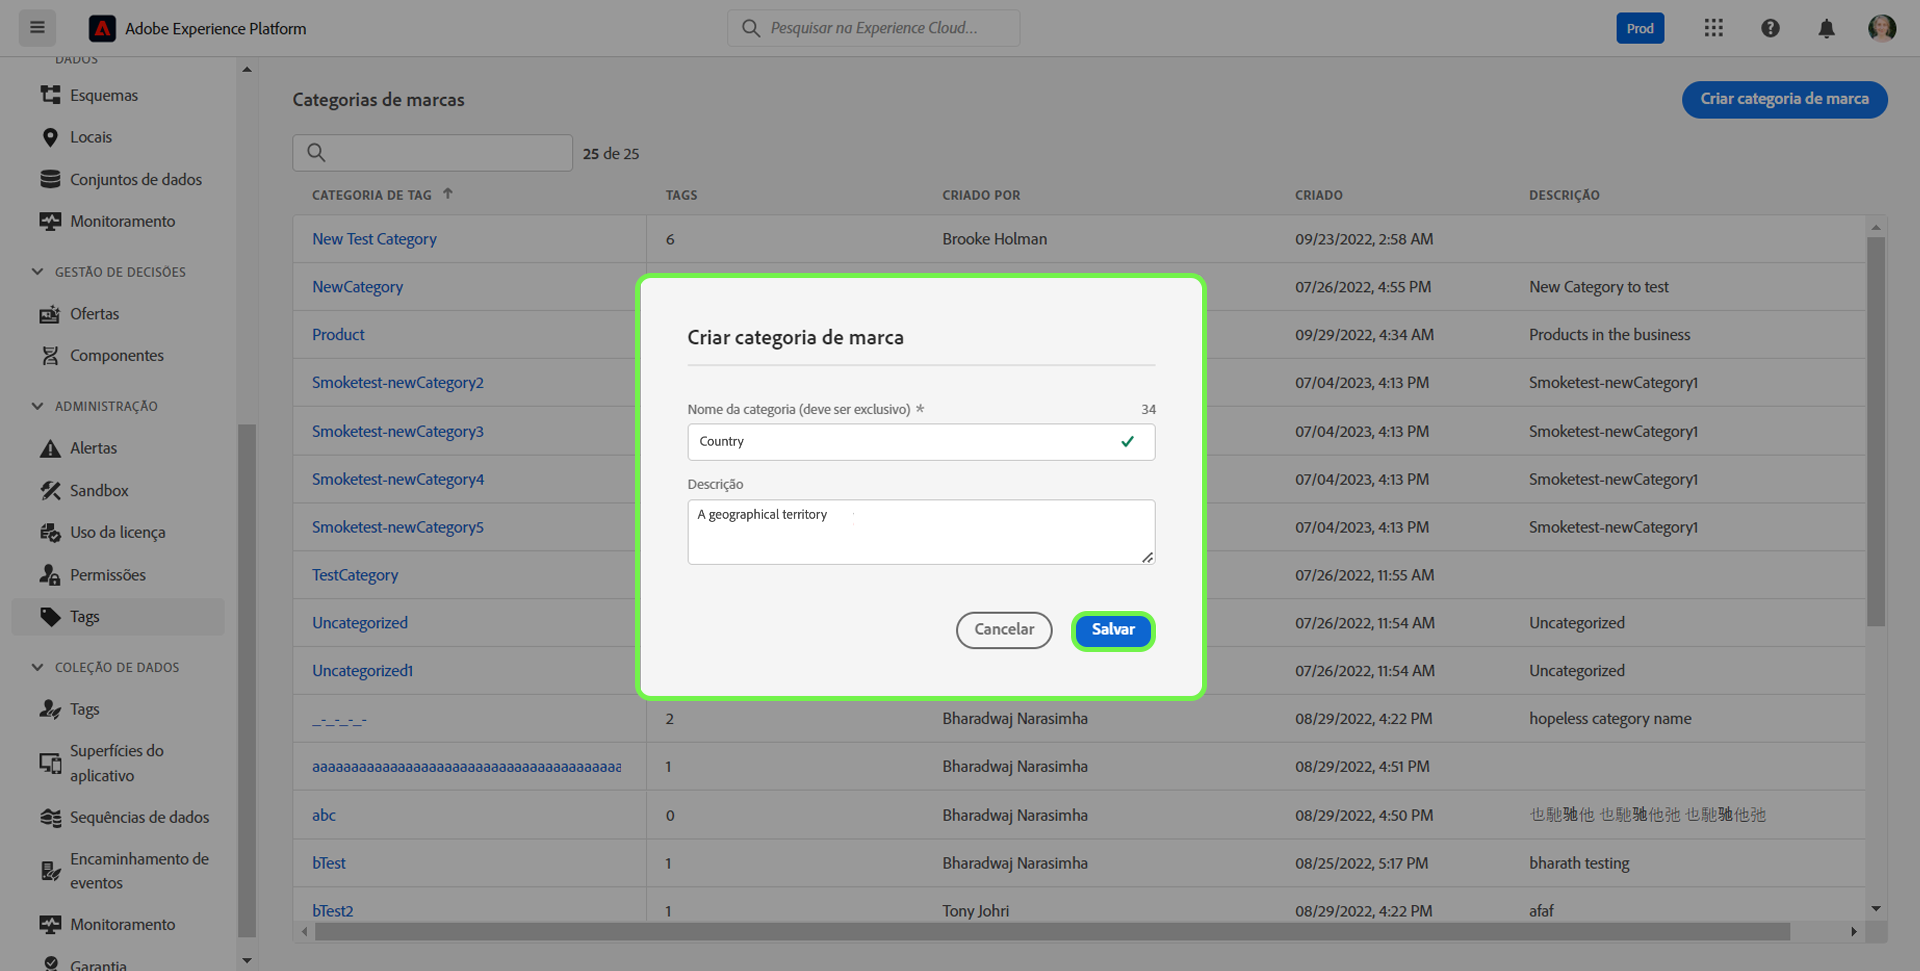 Adobe Experience Platform
Pesquisar na Experience Cloud...
Prod
DADOS
Esquemas
Locais
Conjuntos de dados
Monitoramento
GESTÃO DE DECISÕES
Ofertas
Componentes
ADMINISTRAÇÃO
Alertas
Sandbox
Uso da licença
Permissões
Tags
COLEÇÃO DE DADOS
Tags
Superfícies do
aplicativo
Sequências de dados
Encaminhamento de
eventos
Monitoramento
Garantia
Categorias de marcas
Criar categoria de marca
25 de 25
CATEGORIA DE TAG TAGS CRIADO POR CRIADO DESCRIÇÃO
New Test Category 6 Brooke Holman 09/23/2022, 2:58 AM
NewCategory 07/26/2022, 4:55 PM New Category to test
Product 09/29/2022, 4:34 AM Products in the business
Smoketest-newCategory2 07/04/2023, 4:13 PM Smoketest-newCategory1
Smoketest-newCategory3 07/04/2023, 4:13 PM Smoketest-newCategory1
Smoketest-newCategory4 07/04/2023, 4:13 PM Smoketest-newCategory1
Smoketest-newCategory5 07/04/2023, 4:13 PM Smoketest-newCategory1
TestCategory 07/26/2022, 11:55 AM
Uncategorized 07/26/2022, 11:54 AM Uncategorized
Uncategorized1 07/26/2022, 11:54 AM Uncategorized
_-_-_-_- 2 Bharadwaj Narasimha 08/29/2022, 4:22 PM hopeless category name
aaaaaaaaaaaaaaaaaaaaaaaaaaaaaaaaaaaaaaaa 1 Bharadwaj Narasimha 08/29/2022, 4:51 PM
abc 0 Bharadwaj Narasimha 08/29/2022, 4:50 PM 也馳驰他 也馳驰他弛 也馳驰他弛
bTest 1 Bharadwaj Narasimha 08/25/2022, 5:17 PM bharath testing
bTest2 1 Tony Johri 08/29/2022, 4:22 PM afaf
Criar categoria de marca
Nome da categoria (deve ser exclusivo) * 34
Country
Descrição
A geographical territory
Cancelar Salvar